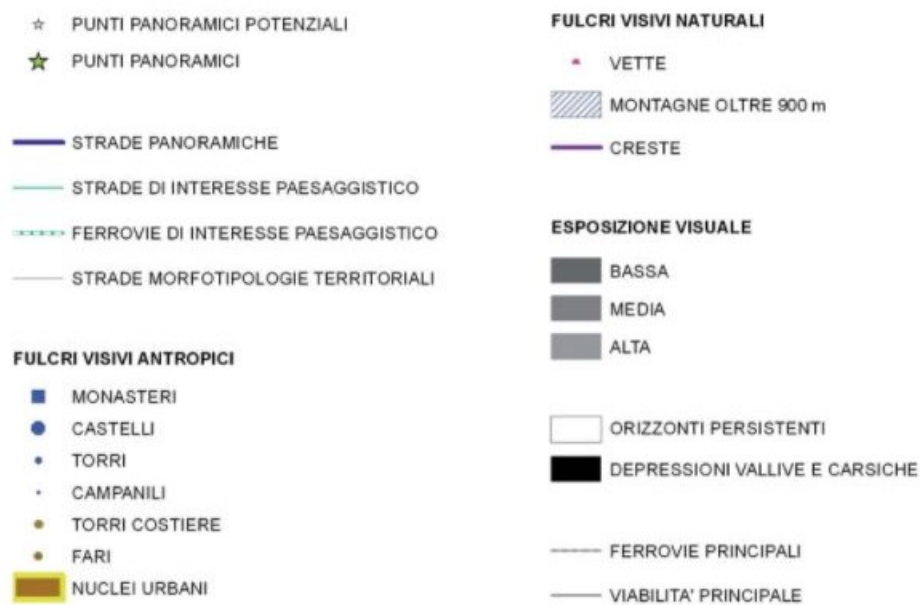 PUNTI PANORAMICI POTENZIALI
PUNTI PANORAMICI
STRADE PANORAMICHE
STRADE DI INTERESSE PAESAGGISTICO
FERROVIE DI INTERESSE PAESAGGISTICO
STRADE MORFOTIPOLOGIE TERRITORIALI
FULCRI VISIVI ANTROPICI
MONASTERI
CASTELLI
TORRI
CAMPANILI
TORRI COSTIERE
FARI
NUCLEI URBANI
FULCRI VISIVI NATURALI
VETTE
MONTAGNE OLTRE 900 m
CRESTE
ESPOSIZIONE VISUALE
BASSA
MEDIA
ALTA
ORIZZONTI PERSISTENTI
DEPRESSIONI VALLIVE E CARSICHE
FERROVIE PRINCIPALI
VIABILITA' PRINCIPALE